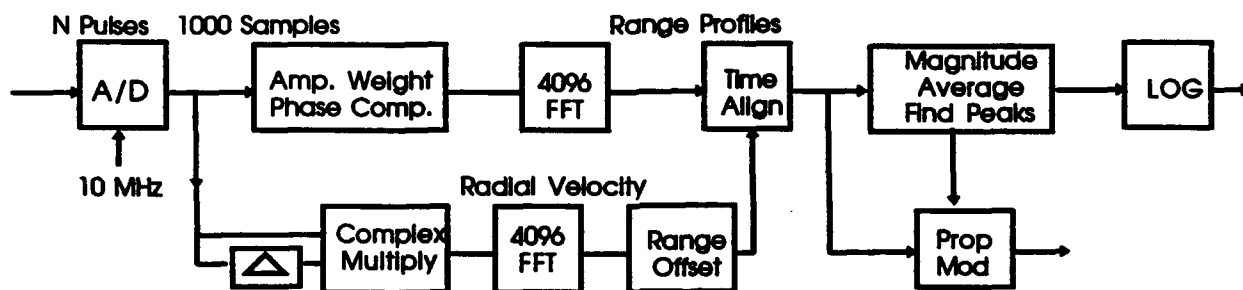 N Pulses 1000 Samples
Range Profiles
A/D
Amp. Weight
Phase Comp.
4096
FFT
Time
Align
Magnitude
Average
Find Peaks
LOG
10 MHz
Radial Velocity
Δ
Complex
Multiply
4096
FFT
Range
Offset
Prop
Mod